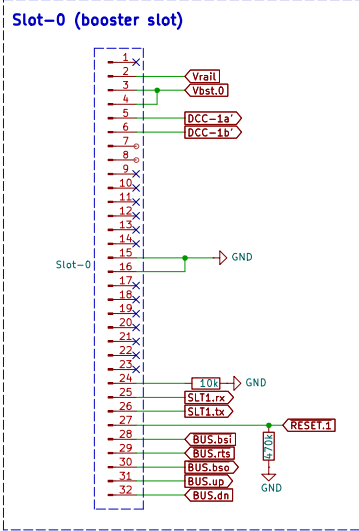 Slot-0 (booster slot)
1
2 Vrail
3 Vbst.0
4
5 DCC-1a'
6 DCC-1b'
7
8
9
10
11
12
13
14
15 GND
16
Slot-0
17
18
19
20
21
22
23
24 10k GND
25 SLT1.rx
26 SLT1.tx
27 RESET.1
28 BUS.bsi
29 BUS.rts
470k
30 BUS.bso
31 BUS.up
GND
32 BUS.dn